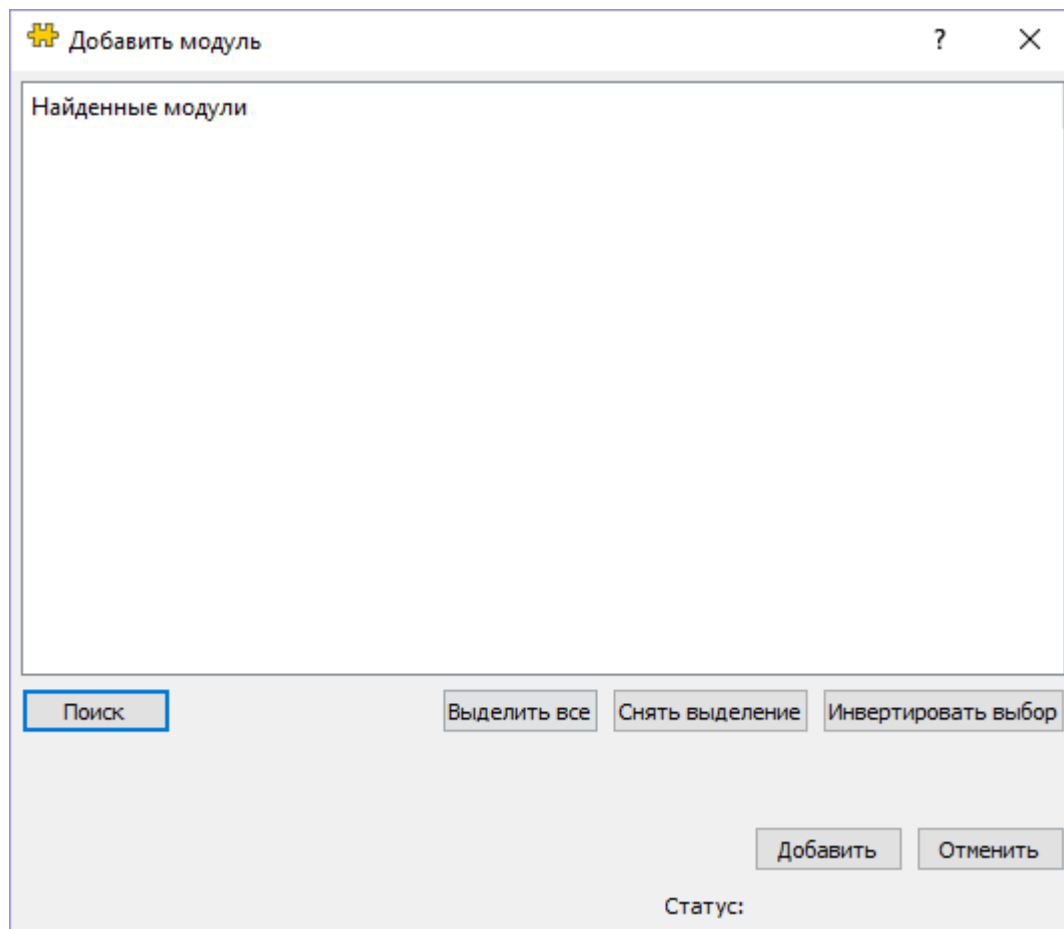 Добавить модуль ?
Найденные модули
Поиск Выделить все Снять выделение Инвертировать выбор
Добавить Отменить
Статус: